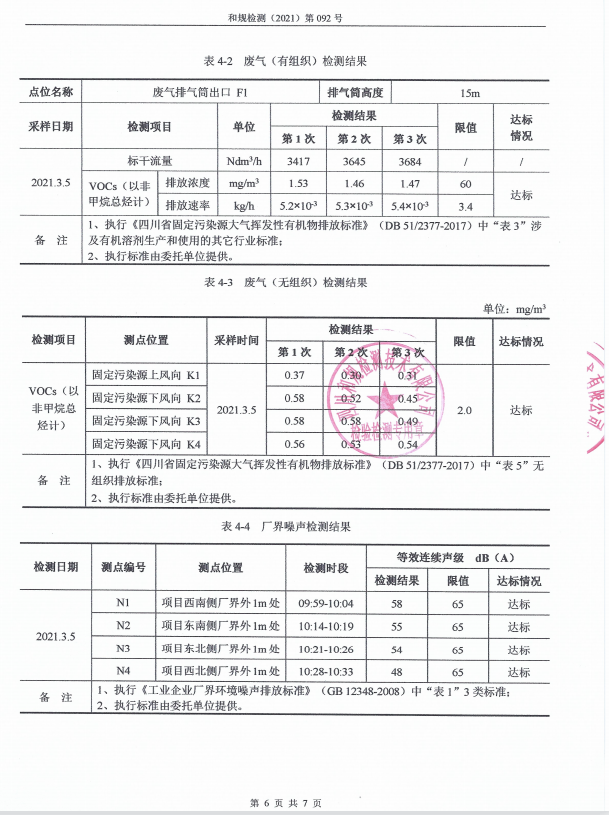 和规检测（2021）第 092 号
表 4-2 废气（有组织）检测结果
点位名称 废气排气筒出口 F1 排气筒高度 15m
采样日期 检测项目 单位 检测结果 限值 达标情况
第 1 次 第 2 次 第 3 次
2021.3.5 标干流量 Ndm³/h 3417 3645 3684 / /
VOCs（以非甲烷总烃计） 排放浓度 mg/m³ 1.53 1.46 1.47 60 达标
排放速率 kg/h 5.2×10⁻³ 5.3×10⁻³ 5.4×10⁻³ 3.4
备 注 1、执行《四川省固定污染源大气挥发性有机物排放标准》（DB 51/2377-2017）中“表 3”涉
及有机溶剂生产和使用的其它行业标准；
2、执行标准由委托单位提供。
表 4-3 废气（无组织）检测结果
单位：mg/m³
检测项目 测点位置 采样时间 检测结果 限值 达标情况
第 1 次 第 2 次 第 3 次
VOCs（以非甲烷总烃计） 固定污染源上风向 K1 2021.3.5 0.37 0.30 0.31 2.0 达标
固定污染源下风向 K2 0.58 0.52 0.45
固定污染源下风向 K3 0.58 0.58 0.49
固定污染源下风向 K4 0.56 0.53 0.54
四川和规检测技术有限公司
检验检测专用章
有限公司
备 注 1、执行《四川省固定污染源大气挥发性有机物排放标准》（DB 51/2377-2017）中“表 5”无
组织排放标准；
2、执行标准由委托单位提供。
表 4-4 厂界噪声检测结果
检测日期 测点编号 测点位置 检测时段 等效连续声级 dB（A）
检测结果 限值 达标情况
2021.3.5 N1 项目西南侧厂界外 1m 处 09:59-10:04 58 65 达标
N2 项目东南侧厂界外 1m 处 10:14-10:19 55 65 达标
N3 项目东北侧厂界外 1m 处 10:21-10:26 54 65 达标
N4 项目西北侧厂界外 1m 处 10:28-10:33 48 65 达标
备 注 1、执行《工业企业厂界环境噪声排放标准》（GB 12348-2008）中“表 1”3 类标准；
2、执行标准由委托单位提供。
第 6 页 共 7 页